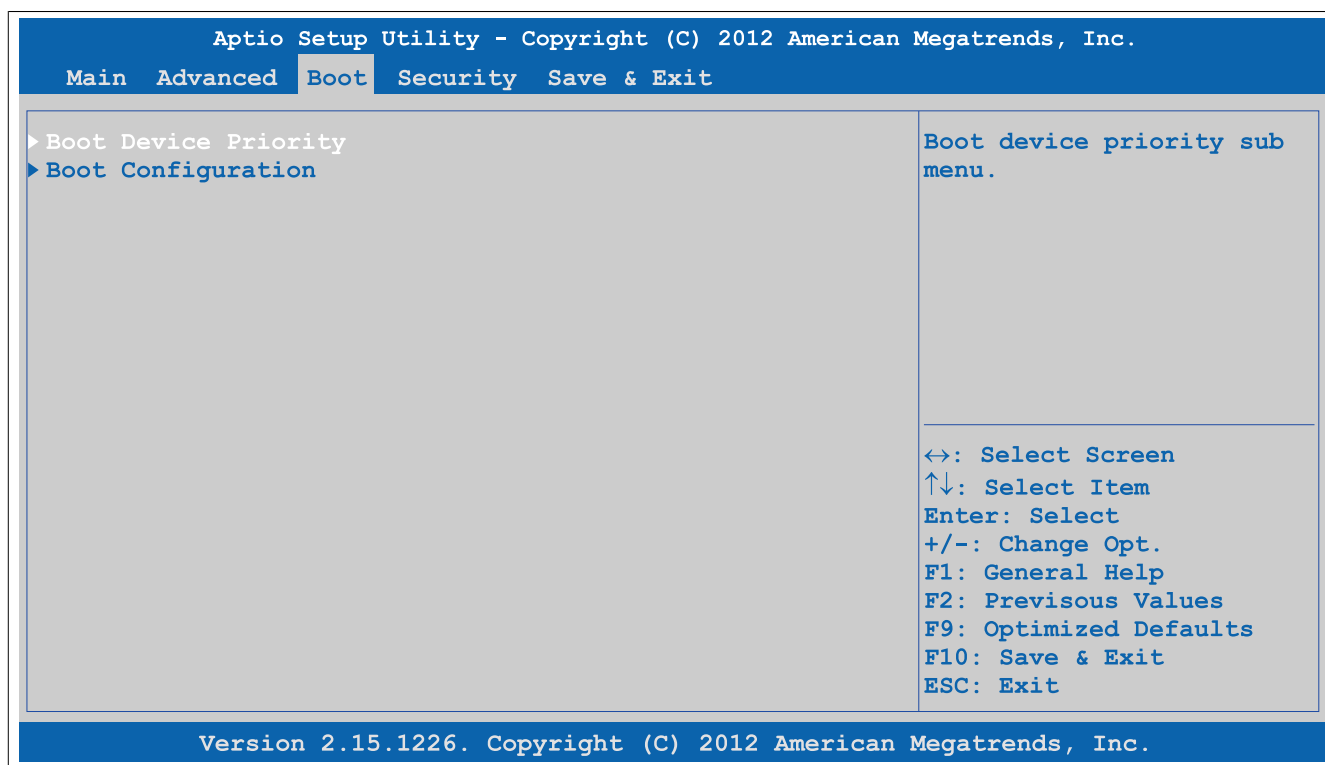 Aptio Setup Utility - Copyright (C) 2012 American Megatrends, Inc.
Main Advanced Boot Security Save & Exit
▶ Boot Device Priority
▶ Boot Configuration
Boot device priority sub
menu.
↔: Select Screen
↑↓: Select Item
Enter: Select
+/-: Change Opt.
F1: General Help
F2: Previsous Values
F9: Optimized Defaults
F10: Save & Exit
ESC: Exit
Version 2.15.1226. Copyright (C) 2012 American Megatrends, Inc.